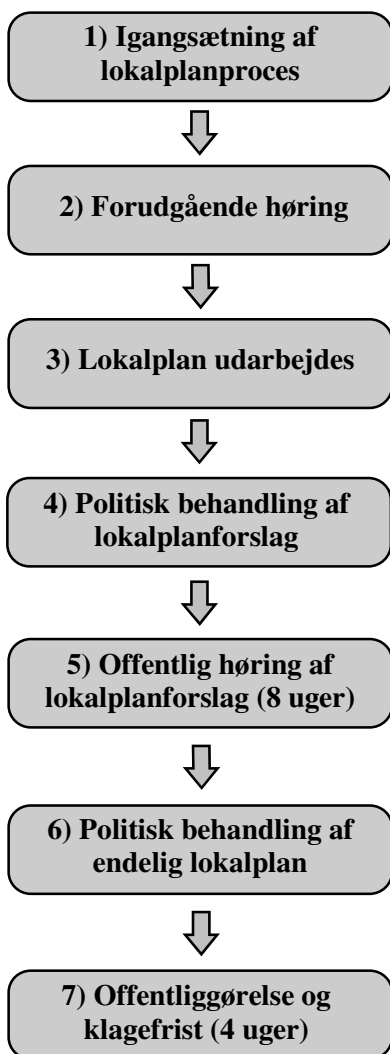 1) Igangsætning af
lokalplanproces
2) Forudgående høring
3) Lokalplan udarbejdes
4) Politisk behandling af
lokalplanforslag
5) Offentlig høring af
lokalplanforslag (8 uger)
6) Politisk behandling af
endelig lokalplan
7) Offentliggørelse og
klagefrist (4 uger)